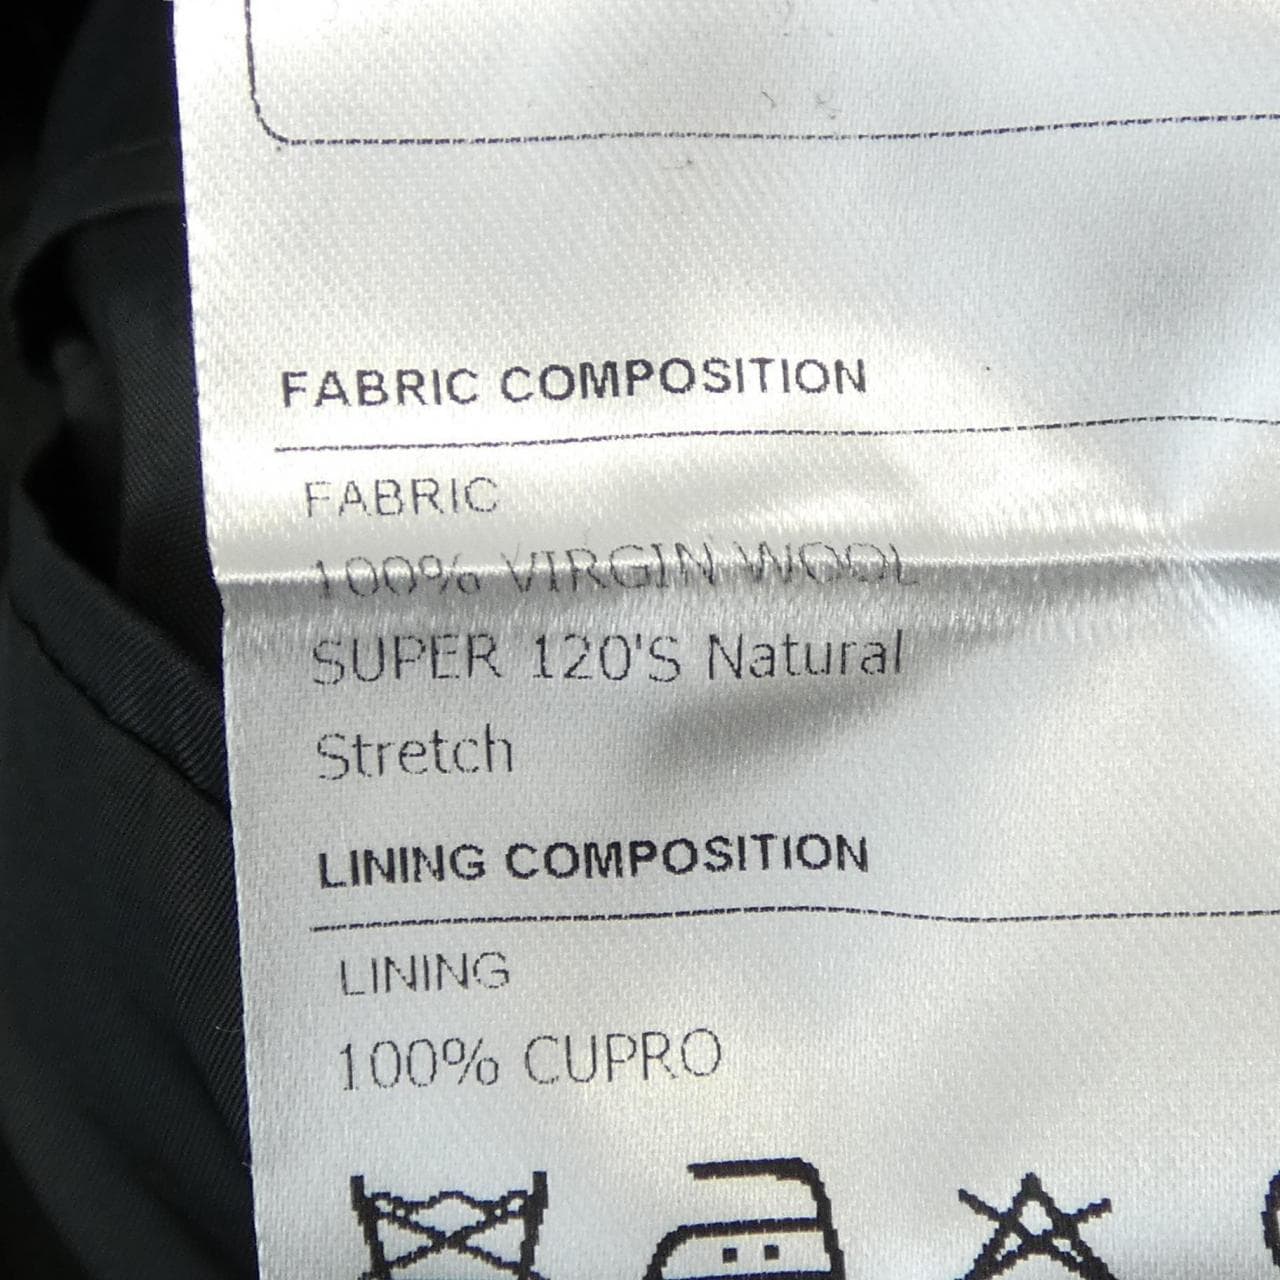 FABRIC COMPOSITION
FABRIC
100% VIRGIN WOOL
SUPER 120'S Natural
Stretch
LINING COMPOSITION
LINING
100% CUPRO